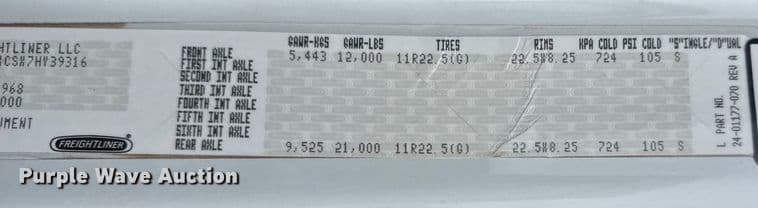 GAWR-KGS GAWR-LBS TIRES RIMS KPA COLD PSI COLD "S"INGLE/"D"UAL
HTLINER LLC
FRONT AXLE 5,443 12,000 11R22.5(G) 22.5X8.25 724 105 S
CSX7HV39316
FIRST INT AXLE
SECOND INT AXLE
968
THIRD INT AXLE
000
FOURTH INT AXLE
UMENT
FIFTH INT AXLE
SIXTH INT AXLE
FREIGHTLINER
REAR AXLE 9,525 21,000 11R22.5(G) 22.5X8.25 724 105 S
L PART NO.
24-01177-070 REV A
Purple Wave Auction